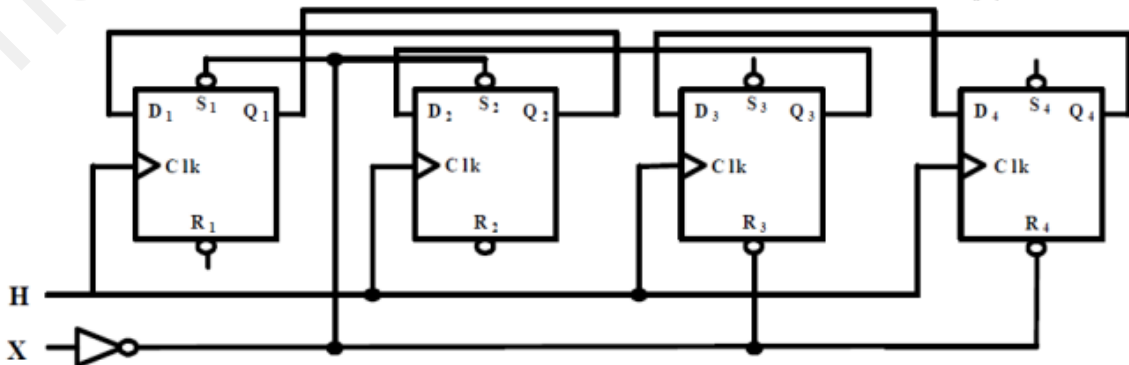 S₁ S₂ S₃ S₄
D₁ Q₁ D₂ Q₂ D₃ Q₃ D₄ Q₄
Clk Clk Clk Clk
R₁ R₂ R₃ R₄
H
X